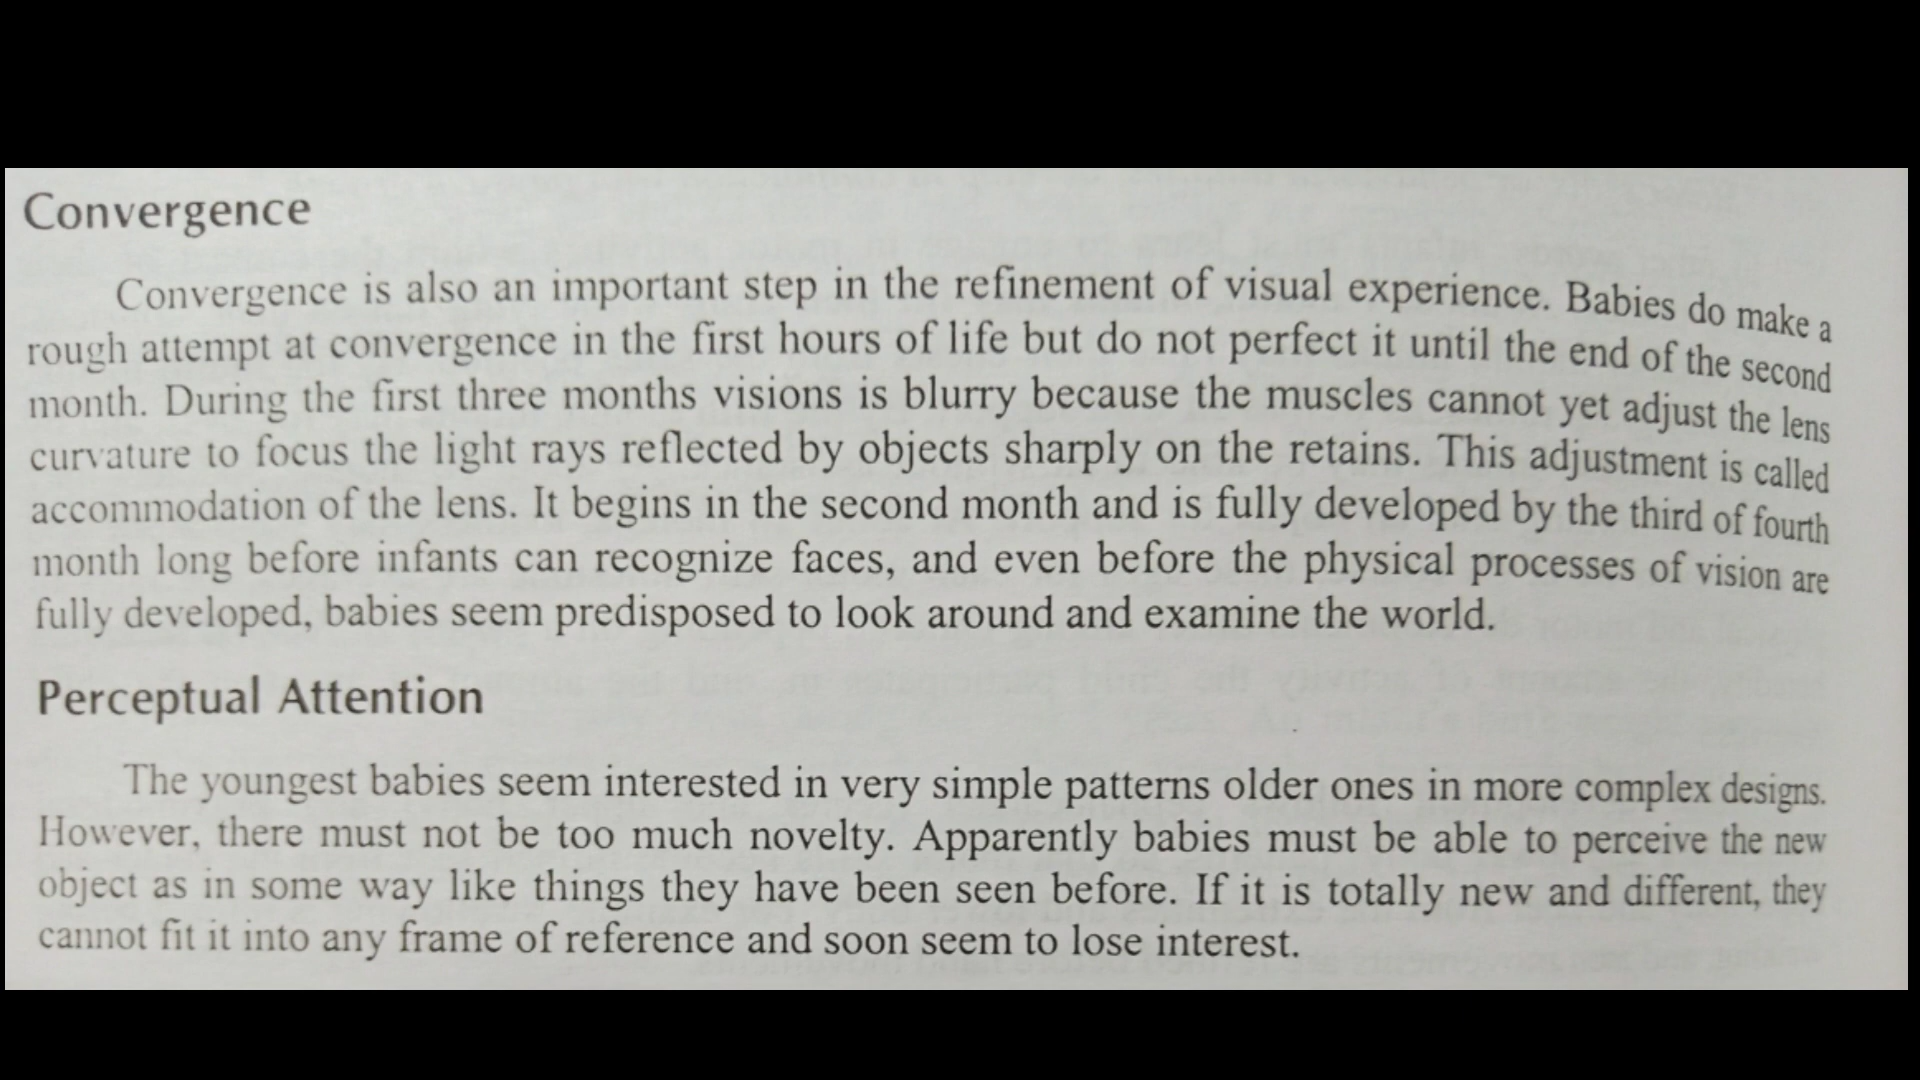 Convergence
Convergence is also an important step in the refinement of visual experience. Babies do make a
rough attempt at convergence in the first hours of life but do not perfect it until the end of the second
month. During the first three months visions is blurry because the muscles cannot yet adjust the lens
curvature to focus the light rays reflected by objects sharply on the retains. This adjustment is called
accommodation of the lens. It begins in the second month and is fully developed by the third of fourth
month long before infants can recognize faces, and even before the physical processes of vision are
fully developed, babies seem predisposed to look around and examine the world.
Perceptual Attention
The youngest babies seem interested in very simple patterns older ones in more complex designs.
However, there must not be too much novelty. Apparently babies must be able to perceive the new
object as in some way like things they have been seen before. If it is totally new and different, they
cannot fit it into any frame of reference and soon seem to lose interest.